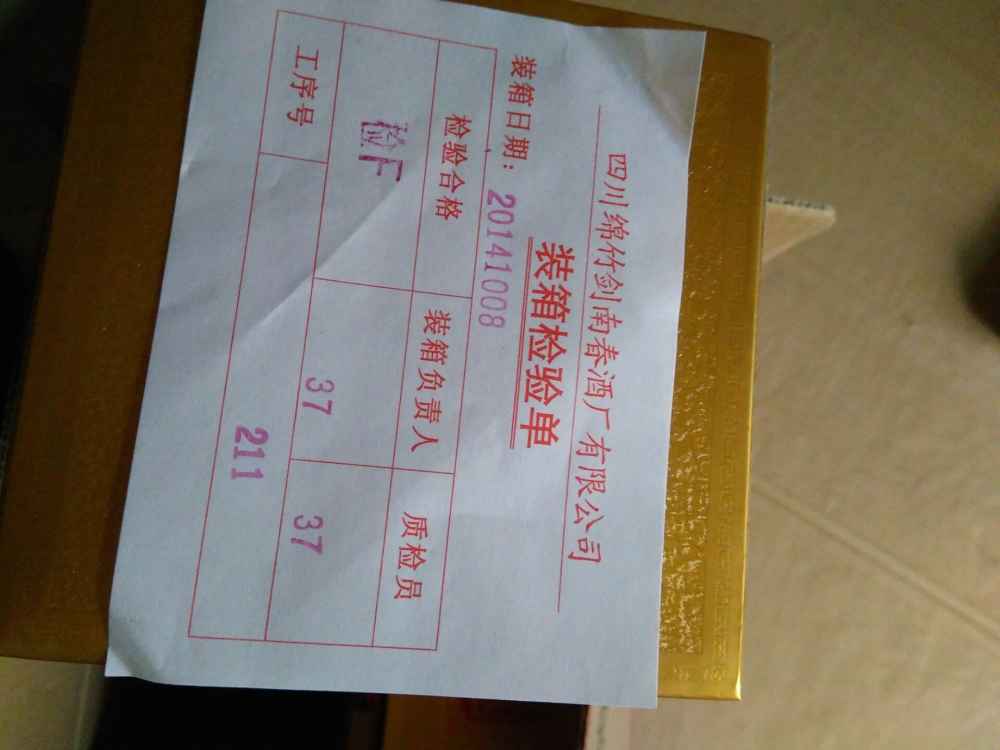 四川绵竹剑南春酒厂有限公司
装箱检验单
装箱日期：20141008
检验合格 装箱负责人 质检员
检 37 37
工序号 211